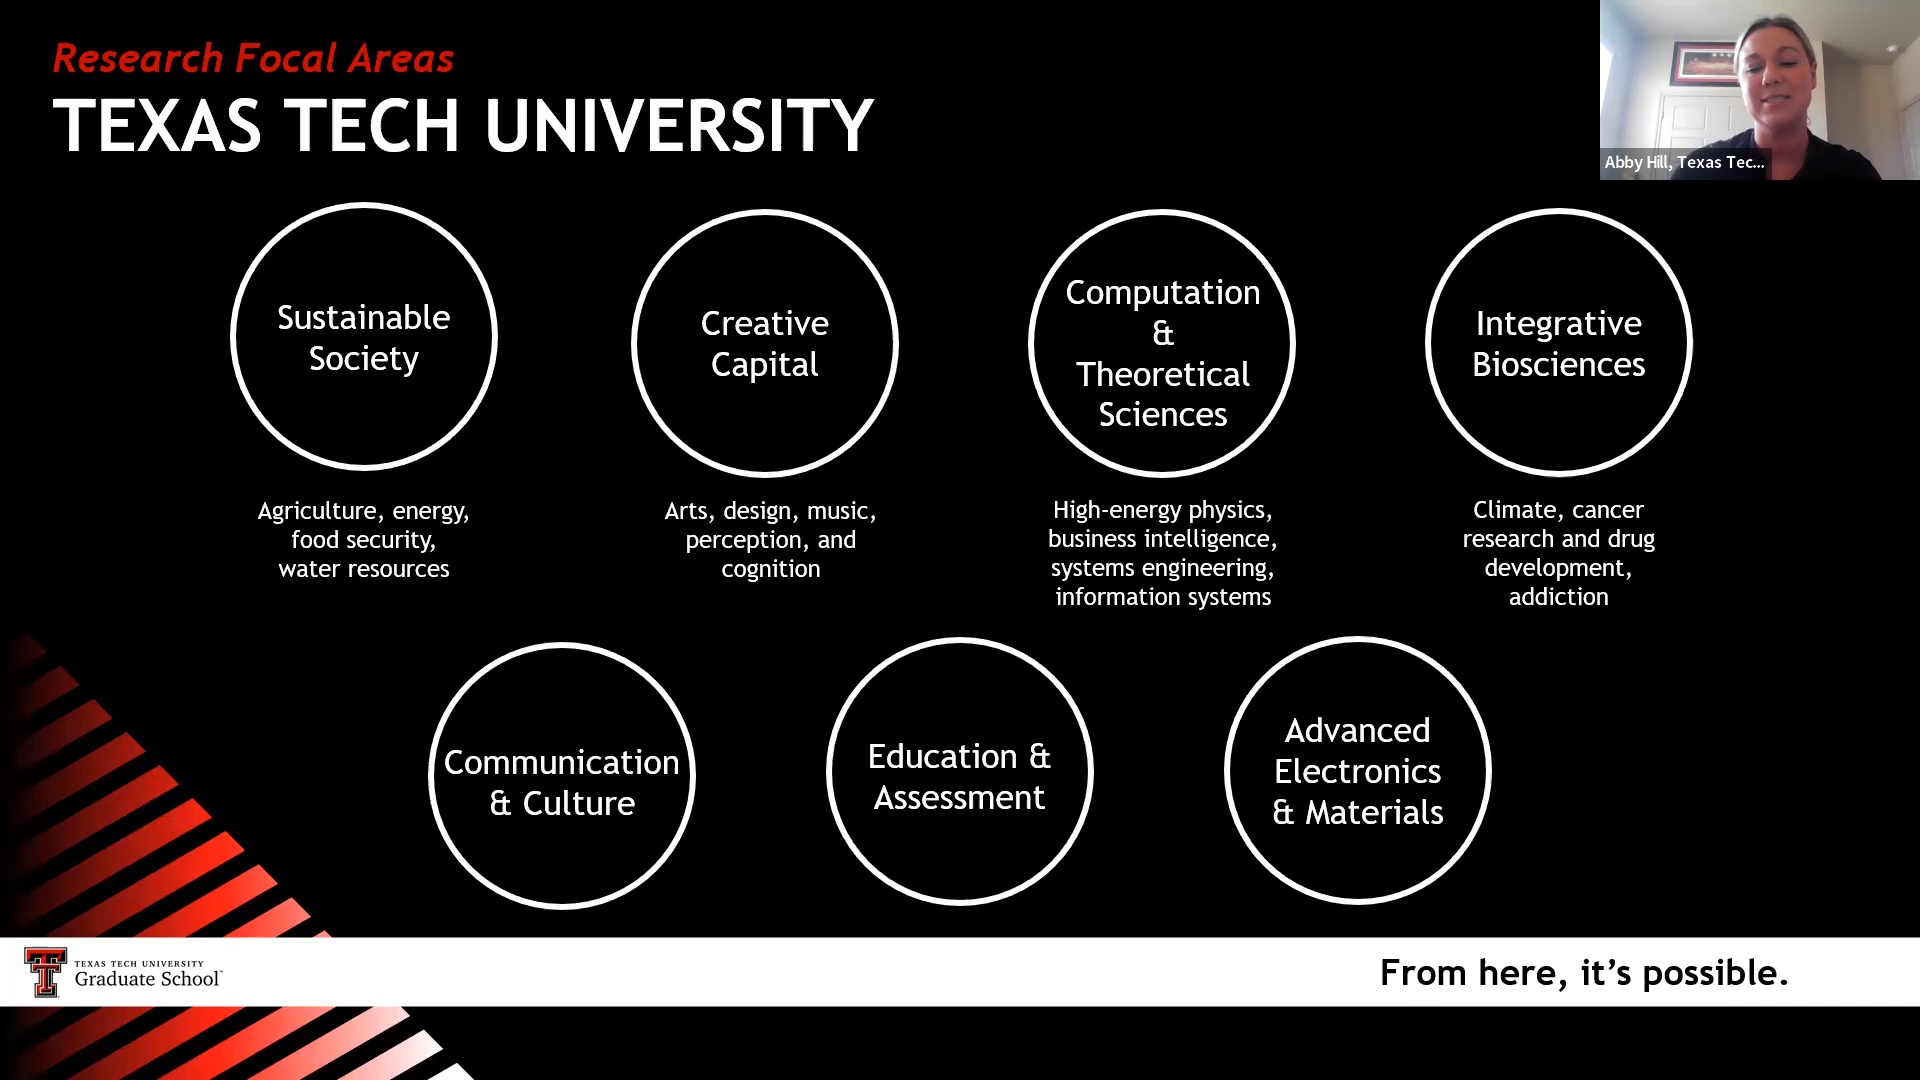 Research Focal Areas
TEXAS TECH UNIVERSITY
Abby Hill, Texas Tec...
Sustainable
Society
Creative
Capital
Computation
&
Theoretical
Sciences
Integrative
Biosciences
Agriculture, energy,
food security,
water resources
Arts, design, music,
perception, and
cognition
High-energy physics,
business intelligence,
systems engineering,
information systems
Climate, cancer
research and drug
development,
addiction
Communication
& Culture
Education &
Assessment
Advanced
Electronics
& Materials
TEXAS TECH UNIVERSITY
Graduate School™
From here, it’s possible.